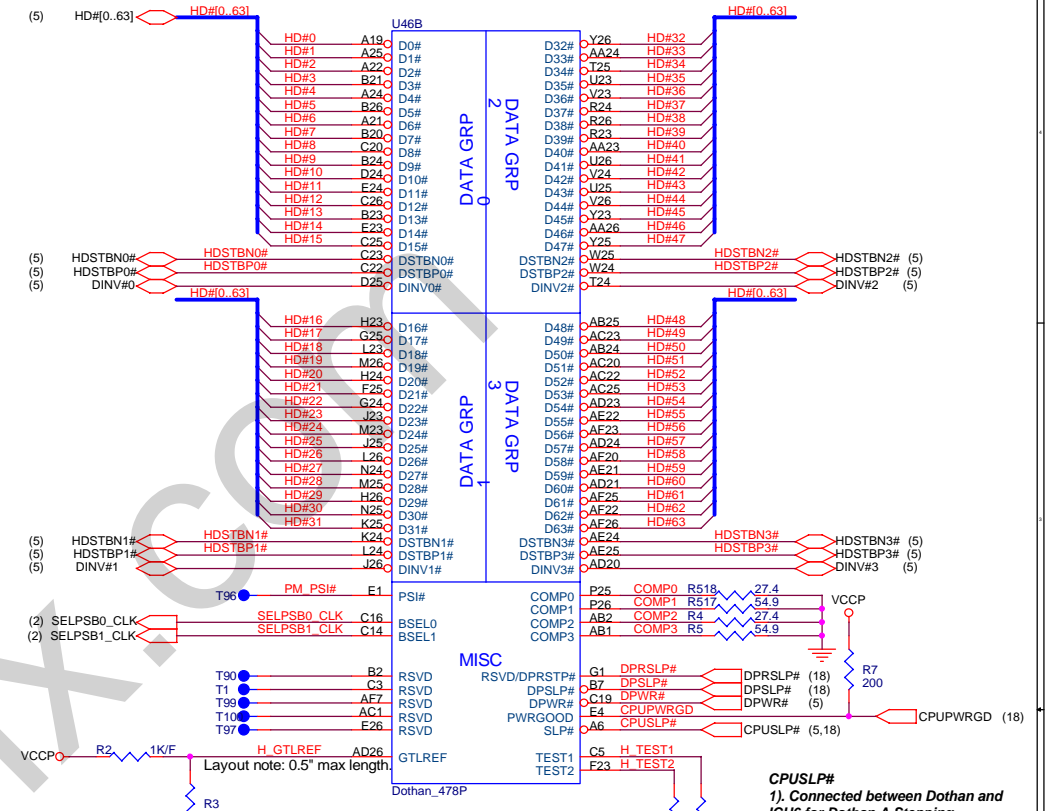 (5) HD#[0..63] HD#[0..63] HD#[0..63]
U46B
HD#0 A19 D0# D32# Y26 HD#32
HD#1 A25 D1# D33# AA24 HD#33
HD#2 A22 D2# D34# T25 HD#34
HD#3 B21 D3# D35# U23 HD#35
HD#4 A24 D4# D36# V23 HD#36
HD#5 B26 D5# D37# R24 HD#37
HD#6 A21 D6# D38# R26 HD#38
HD#7 B20 D7# D39# R23 HD#39
HD#8 C20 D8# D40# AA23 HD#40
HD#9 B24 D9# D41# U26 HD#41
HD#10 D24 D10# D42# V24 HD#42
HD#11 E24 D11# D43# U25 HD#43
HD#12 C26 D12# D44# V26 HD#44
HD#13 B23 D13# D45# Y23 HD#45
HD#14 E23 D14# D46# AA26 HD#46
HD#15 C25 D15# D47# Y25 HD#47
DATA GRP 0
DATA GRP 2
(5) HDSTBN0# HDSTBN0# C23 DSTBN0# DSTBN2# W25 HDSTBN2# HDSTBN2# (5)
(5) HDSTBP0# HDSTBP0# C22 DSTBP0# DSTBP2# W24 HDSTBP2# HDSTBP2# (5)
(5) DINV#0 D25 DINV0# DINV2# T24 DINV#2 (5)
HD#[0..63] HD#[0..63]
HD#16 H23 D16# D48# AB25 HD#48
HD#17 G25 D17# D49# AC23 HD#49
HD#18 L23 D18# D50# AB24 HD#50
HD#19 M26 D19# D51# AC20 HD#51
HD#20 H24 D20# D52# AC22 HD#52
HD#21 F25 D21# D53# AC25 HD#53
HD#22 G24 D22# D54# AD23 HD#54
HD#23 J23 D23# D55# AE22 HD#55
HD#24 M23 D24# D56# AF23 HD#56
HD#25 J25 D25# D57# AD24 HD#57
HD#26 L26 D26# D58# AF20 HD#58
HD#27 N24 D27# D59# AE21 HD#59
HD#28 M25 D28# D60# AD21 HD#60
HD#29 H26 D29# D61# AF25 HD#61
HD#30 N25 D30# D62# AF22 HD#62
HD#31 K25 D31# D63# AF26 HD#63
DATA GRP 1
DATA GRP 3
(5) HDSTBN1# HDSTBN1# K24 DSTBN1# DSTBN3# AE24 HDSTBN3# HDSTBN3# (5)
(5) HDSTBP1# HDSTBP1# L24 DSTBP1# DSTBP3# AE25 HDSTBP3# HDSTBP3# (5)
(5) DINV#1 J26 DINV1# DINV3# AD20 DINV#3 (5)
T96 PM_PSI# E1 PSI# COMP0 P25 COMP0 R518 27.4
COMP1 P26 COMP1 R517 54.9 VCCP
(2) SELPSB0_CLK SELPSB0_CLK C16 BSEL0 COMP2 AB2 COMP2 R4 27.4
(2) SELPSB1_CLK SELPSB1_CLK C14 BSEL1 COMP3 AB1 COMP3 R5 54.9
MISC
T90 B2 RSVD RSVD/DPRSTP# G1 DPRSLP# DPRSLP# (18) R7
T1 C3 RSVD DPSLP# B7 DPSLP# DPSLP# (18) 200
T99 AF7 RSVD DPWR# C19 DPWR# DPWR# (5)
T10 AC1 RSVD PWRGOOD E4 CPUPWRGD CPUPWRGD (18)
T97 E26 RSVD SLP# A6 CPUSLP# CPUSLP# (5,18)
VCCP R2 1K/F H_GTLREF AD26 GTLREF TEST1 C5 H_TEST1
Layout note: 0.5" max length. TEST2 F23 H_TEST2
Dothan_478P
R3
CPUSLP#
1). Connected between Dothan and
ICH6 for Dothan A Stepping
x.com